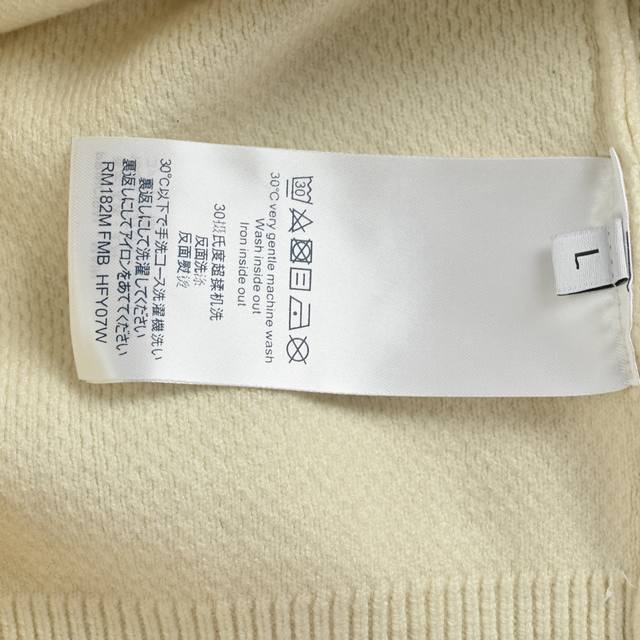 30
30°C very gentle machine wash
Wash inside out
Iron inside out
30摄氏度超揉机洗
反面洗涤
反面熨烫
30℃以下で手洗コース洗濯機洗い
裏返しにして洗濯してください
裏返しにしてアイロンをあててください
RM182M FMB HFY07W
L